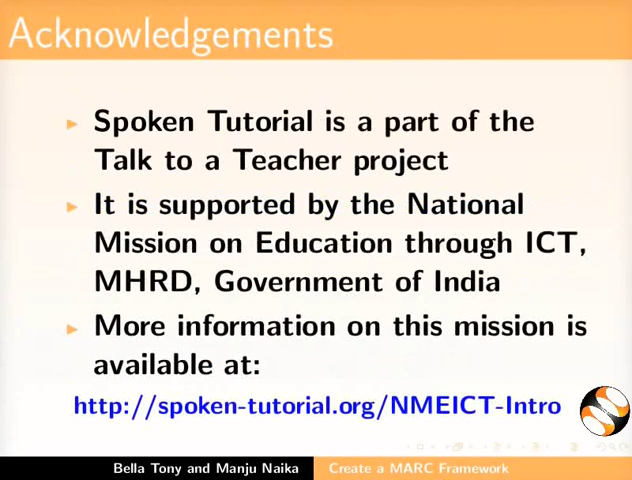 Acknowledgements
Spoken Tutorial is a part of the
Talk to a Teacher project
It is supported by the National
Mission on Education through ICT,
MHRD, Government of India
More information on this mission is
available at:
http://spoken-tutorial.org/NMEICT-Intro
Bella Tony and Manju Naika Create a MARC Framework